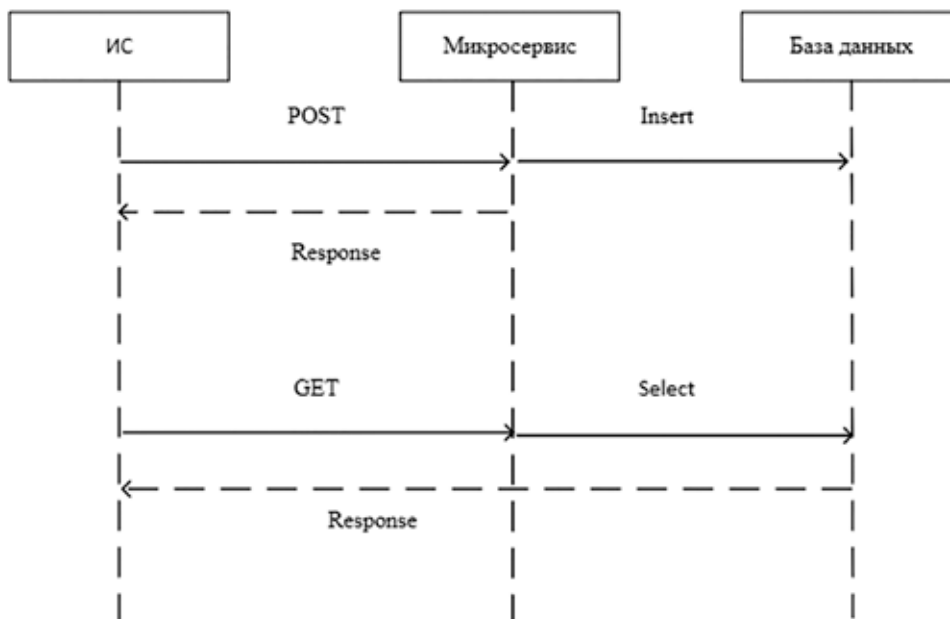 ИС
Микросервис
База данных
POST
Insert
Response
GET
Select
Response